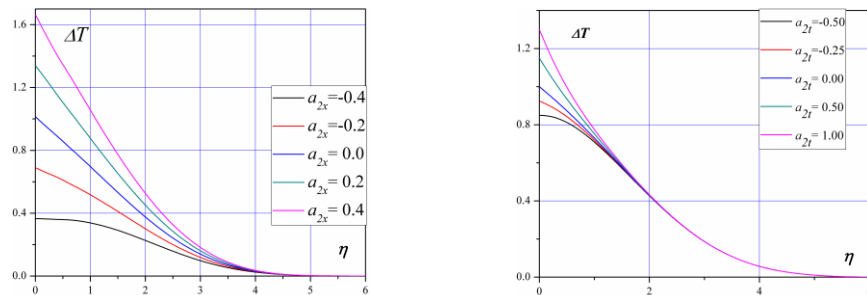 1.6
1.2
0.8
0.4
0.0
ΔT
a2x=-0.4
a2x=-0.2
a2x=0.0
a2x=0.2
a2x=0.4
η
0 1 2 3 4 5 6
1.2
0.8
0.4
0.0
ΔT
a2t=-0.50
a2t=-0.25
a2t=0.00
a2t=0.50
a2t=1.00
η
0 2 4